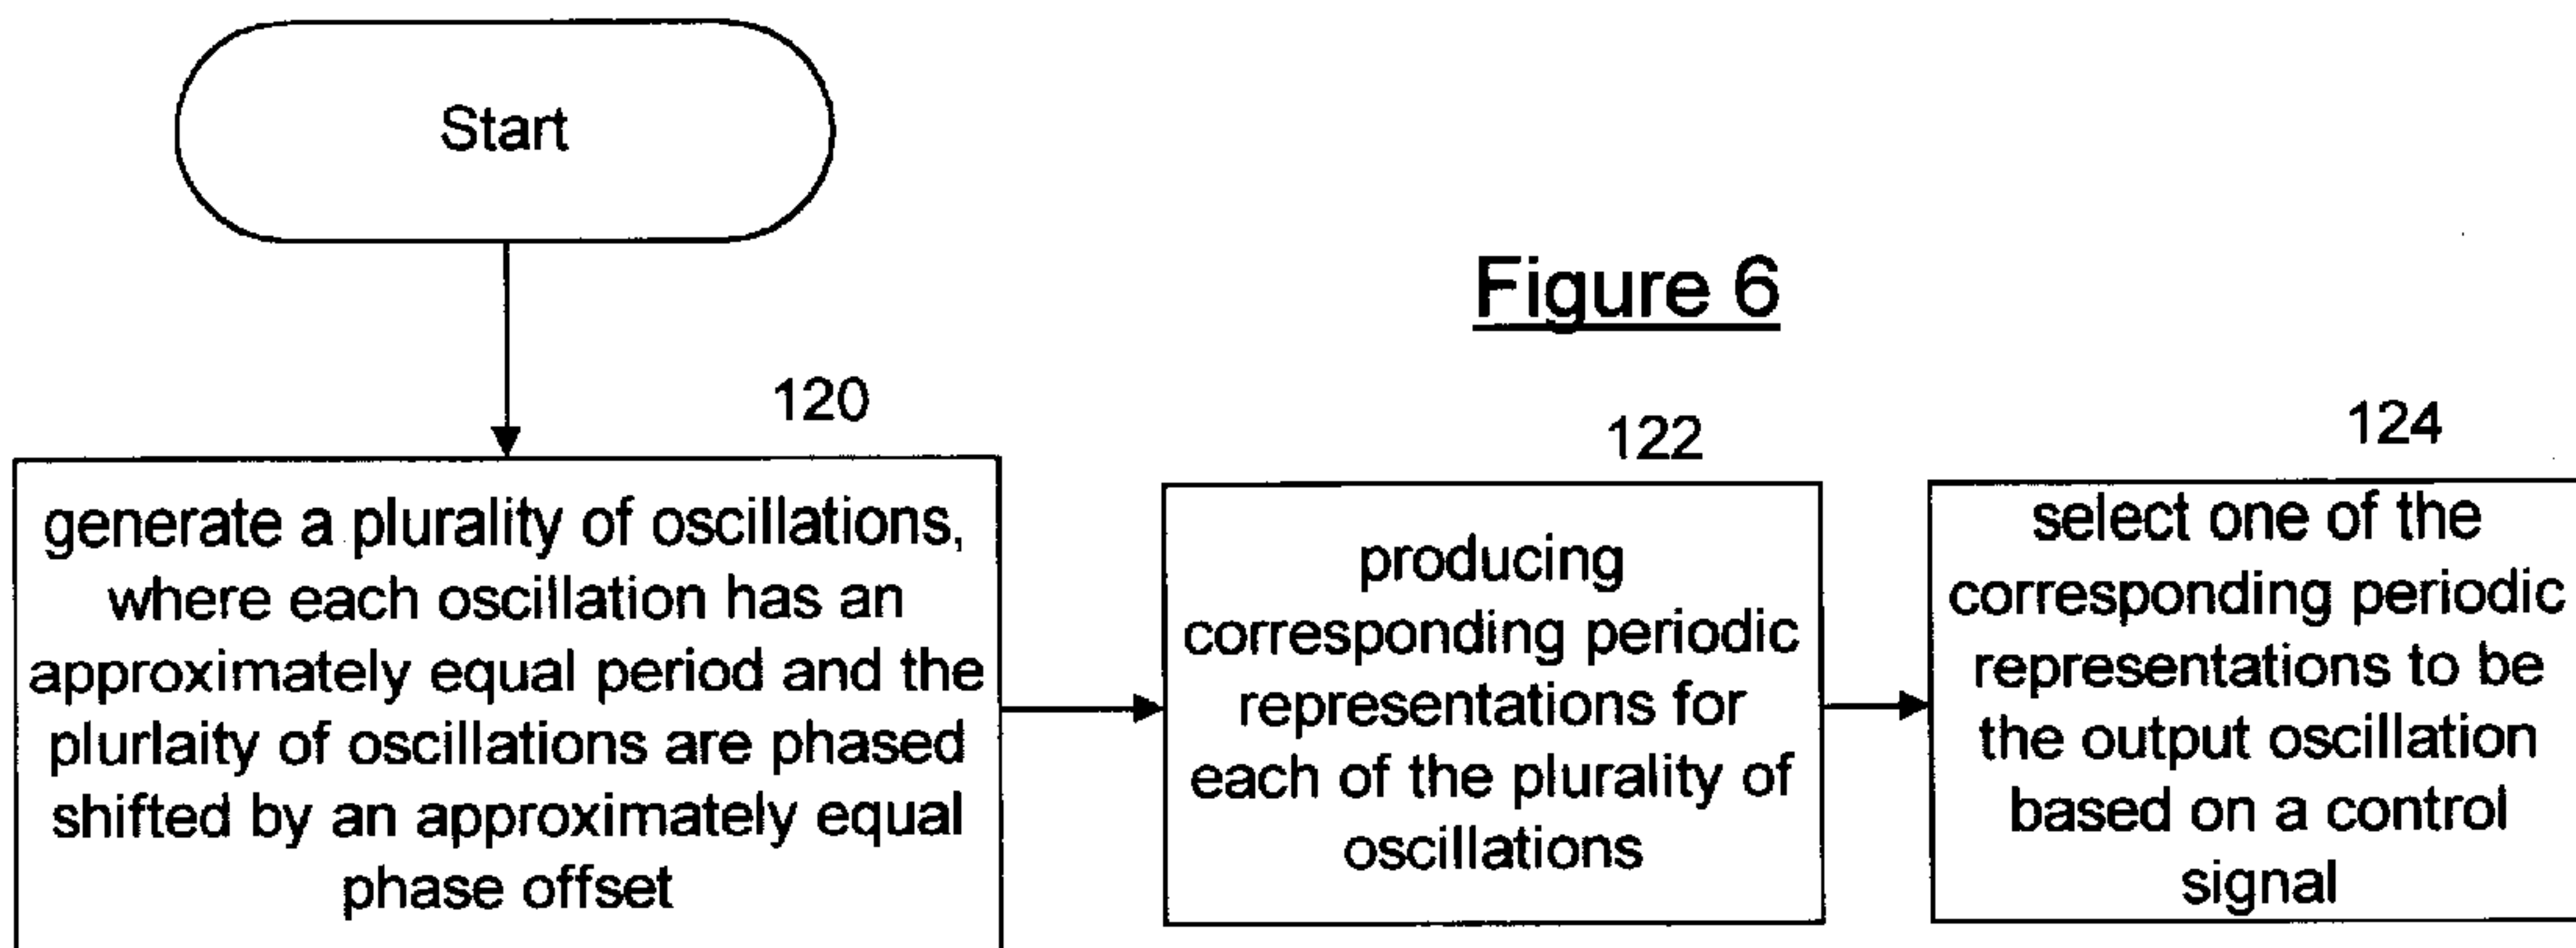 Start
Figure 6
120
generate a plurality of oscillations,
where each oscillation has an
approximately equal period and the
plurlaity of oscillations are phased
shifted by an approximately equal
phase offset
122
producing
corresponding periodic
representations for
each of the plurality of
oscillations
124
select one of the
corresponding periodic
representations to be
the output oscillation
based on a control
signal